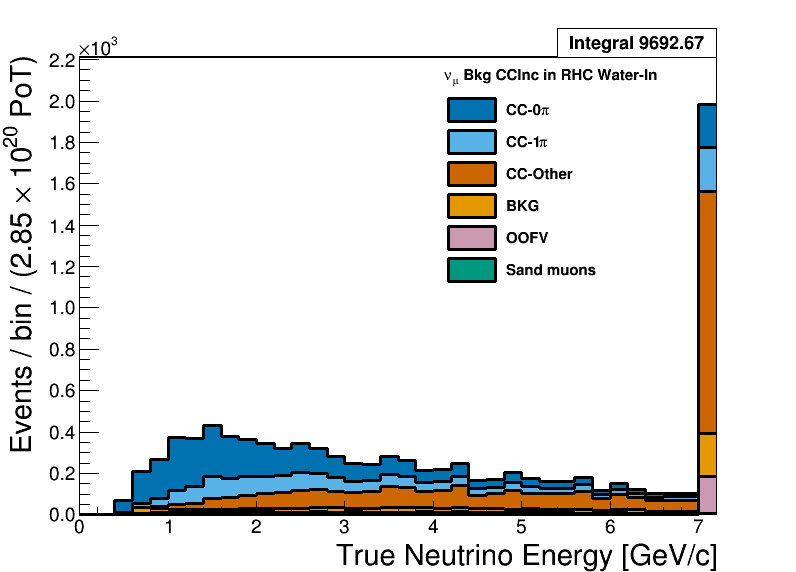 Integral 9692.67
×10³
ν_μ Bkg CCInc in RHC Water-In
CC-0π
CC-1π
CC-Other
BKG
OOFV
Sand muons
Events / bin / (2.85 × 10²⁰ PoT)
2.2
2.0
1.8
1.6
1.4
1.2
1.0
0.8
0.6
0.4
0.2
0.0
0 1 2 3 4 5 6 7
True Neutrino Energy [GeV/c]